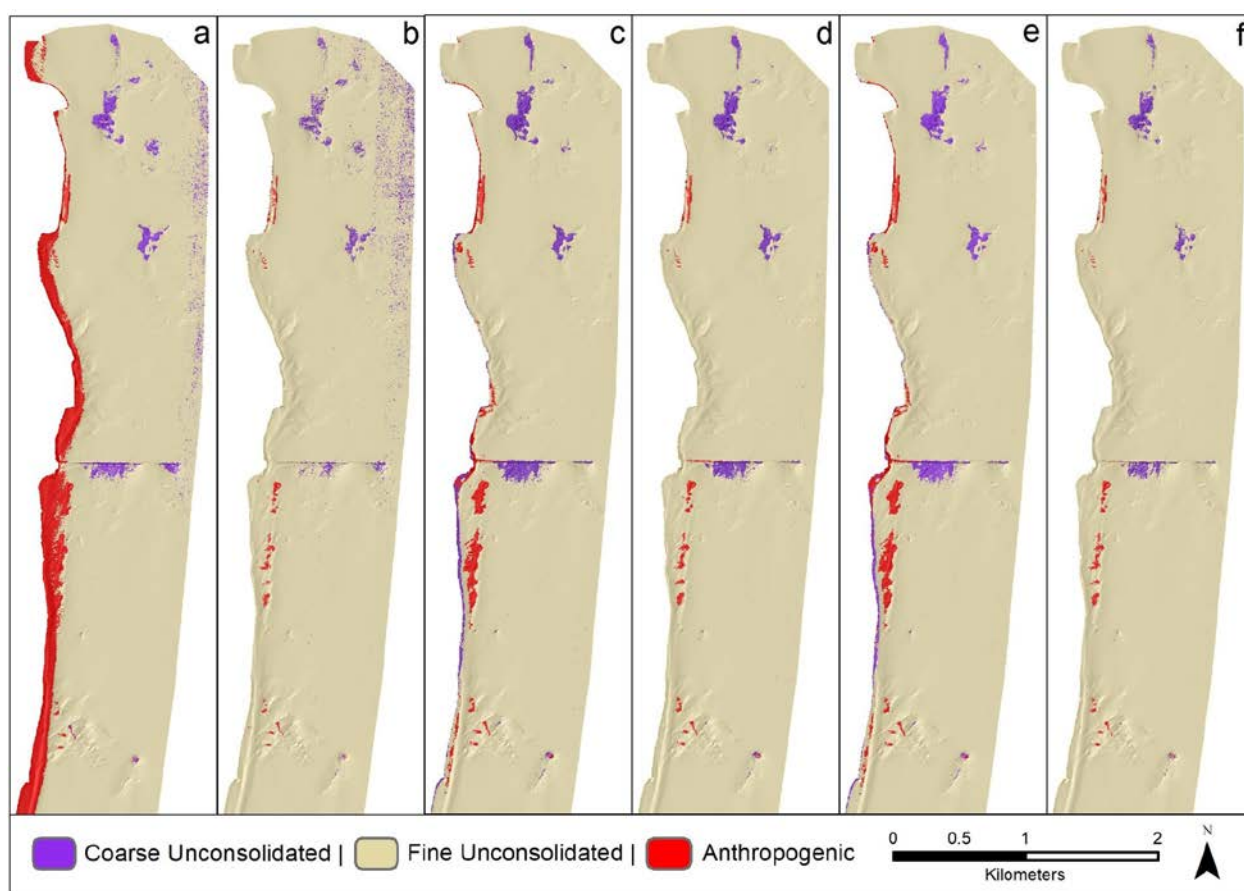 a b c d e f
Coarse Unconsolidated | Fine Unconsolidated | Anthropogenic
0 0.5 1 2
Kilometers
N